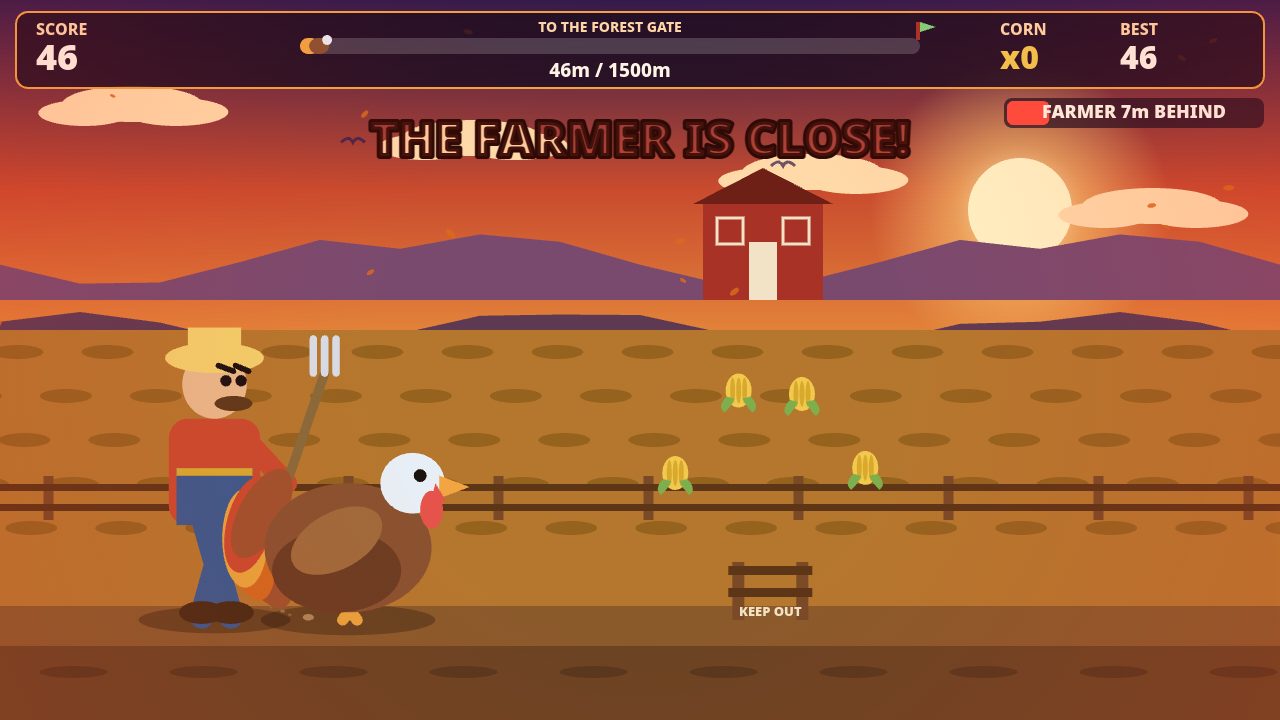 SCORE
46
TO THE FOREST GATE
46m / 1500m
CORN
x0
BEST
46
FARMER 7m BEHIND
THE FARMER IS CLOSE!
KEEP OUT